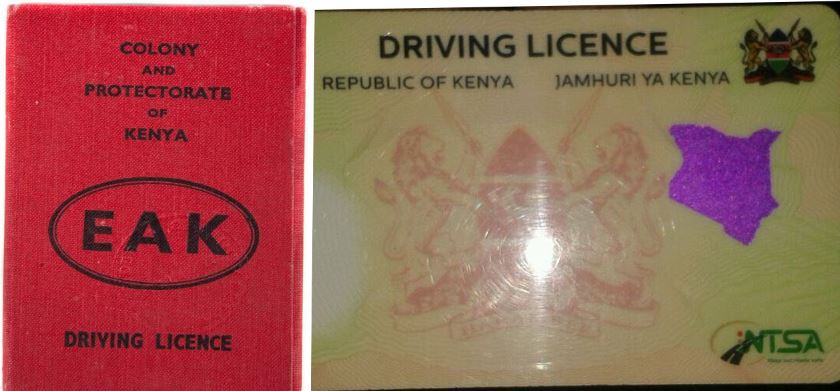 COLONY
AND
PROTECTORATE
OF
KENYA
EAK
DRIVING LICENCE
DRIVING LICENCE
REPUBLIC OF KENYA JAMHURI YA KENYA
NTSA